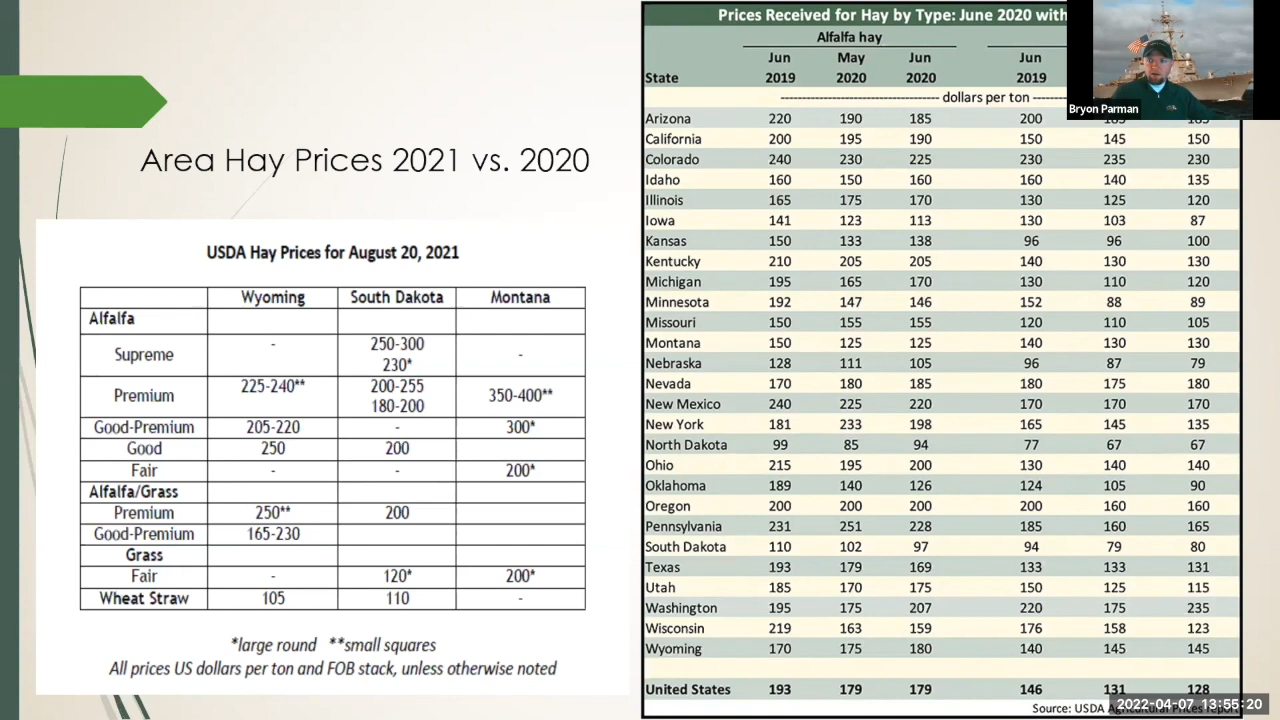 Area Hay Prices 2021 vs. 2020
USDA Hay Prices for August 20, 2021
Wyoming South Dakota Montana
Alfalfa
Supreme - 250-300 -
230*
Premium 225-240** 200-255 350-400**
180-200
Good-Premium 205-220 - 300*
Good 250 200
Fair - - 200*
Alfalfa/Grass
Premium 250** 200
Good-Premium 165-230
Grass
Fair - 120* 200*
Wheat Straw 105 110 -
*large round **small squares
All prices US dollars per ton and FOB stack, unless otherwise noted
Prices Received for Hay by Type: June 2020 with
Alfalfa hay
Jun May Jun Jun
State 2019 2020 2020 2019
dollars per ton
Arizona 220 190 185 200
California 200 195 190 150 145 150
Colorado 240 230 225 230 235 230
Idaho 160 150 160 160 140 135
Illinois 165 175 170 130 125 120
Iowa 141 123 113 130 103 87
Kansas 150 133 138 96 96 100
Kentucky 210 205 205 140 130 130
Michigan 195 165 170 130 110 120
Minnesota 192 147 146 152 88 89
Missouri 150 155 155 120 110 105
Montana 150 125 125 140 130 130
Nebraska 128 111 105 96 87 79
Nevada 170 180 185 180 175 180
New Mexico 240 225 220 170 170 170
New York 181 233 198 165 145 135
North Dakota 99 85 94 77 67 67
Ohio 215 195 200 130 140 140
Oklahoma 189 140 126 124 105 90
Oregon 200 200 200 200 160 160
Pennsylvania 231 251 228 185 160 165
South Dakota 110 102 97 94 79 80
Texas 193 179 169 133 133 131
Utah 185 170 175 150 125 115
Washington 195 175 207 220 175 235
Wisconsin 219 163 159 176 158 123
Wyoming 170 175 180 140 145 145
United States 193 179 179 146 131 128
Source: USDA Agricultural Prices report
Bryon Parman
2022-04-07 13:55:20